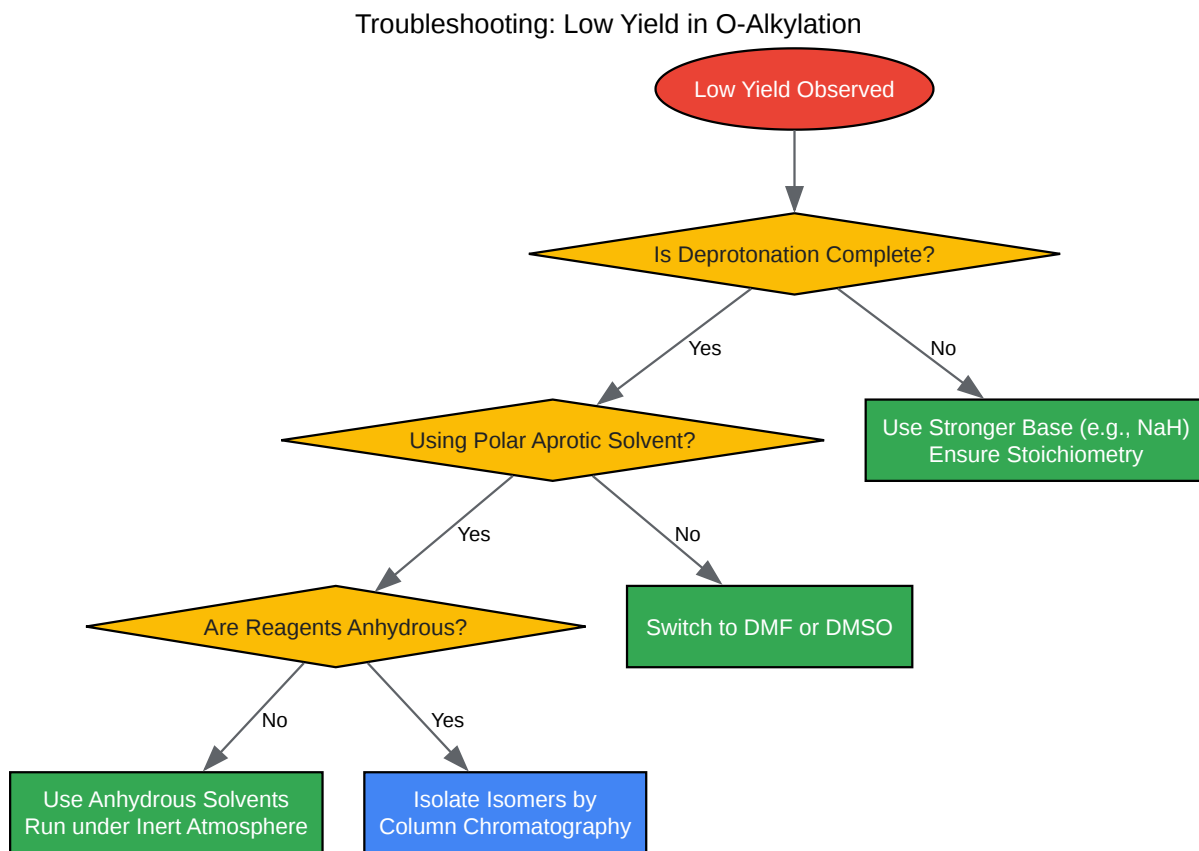 Troubleshooting: Low Yield in O-Alkylation
Low Yield Observed
Is Deprotonation Complete?
Yes
No
Using Polar Aprotic Solvent?
Use Stronger Base (e.g., NaH)
Ensure Stoichiometry
Yes
No
Are Reagents Anhydrous?
Switch to DMF or DMSO
No
Yes
Use Anhydrous Solvents
Run under Inert Atmosphere
Isolate Isomers by
Column Chromatography